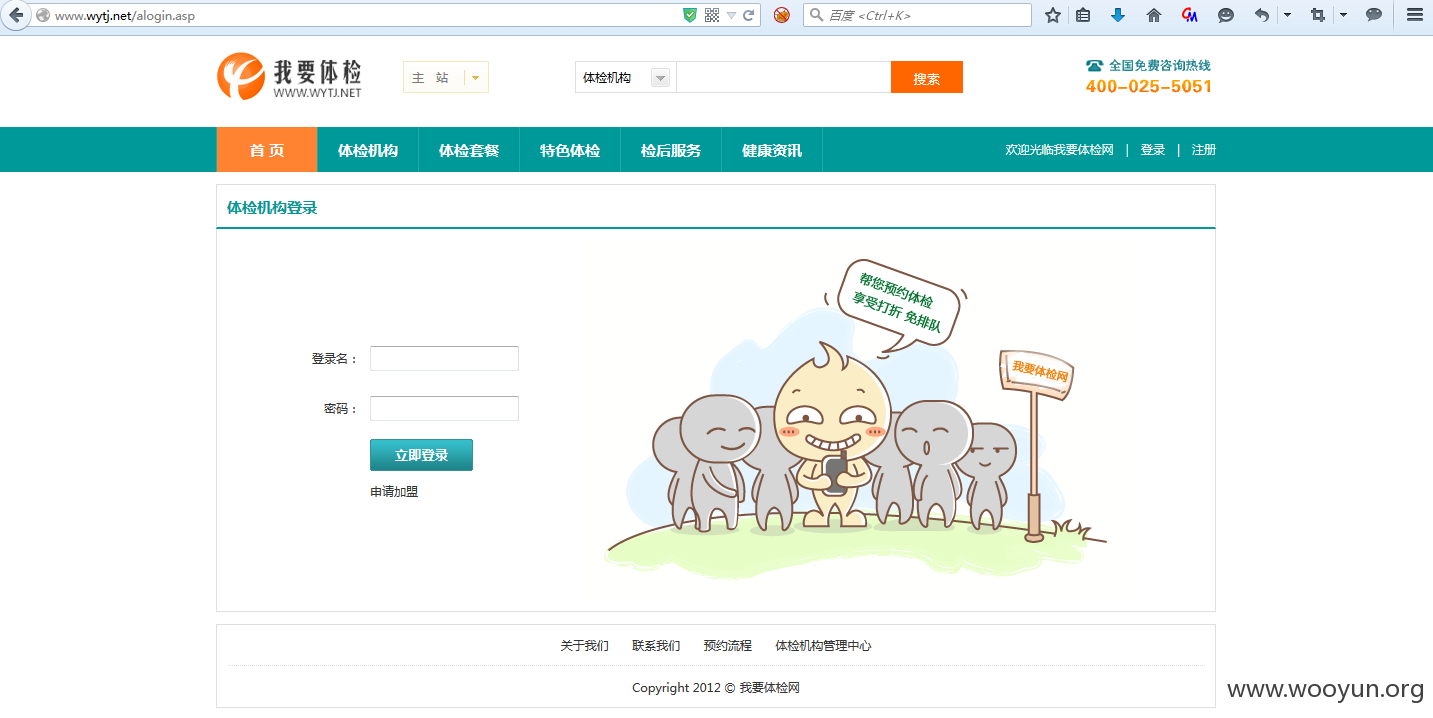 www.wytj.net/alogin.asp
百度 <Ctrl+K>
我要体检
WWW.WYTJ.NET
主 站
体检机构
搜索
全国免费咨询热线
400-025-5051
首 页 体检机构 体检套餐 特色体检 检后服务 健康资讯 欢迎光临我要体检网 | 登录 | 注册
体检机构登录
帮您预约体检
享受打折 免排队
我要体检网
登录名：
密码：
立即登录
申请加盟
关于我们 联系我们 预约流程 体检机构管理中心
Copyright 2012 © 我要体检网
www.wooyun.org